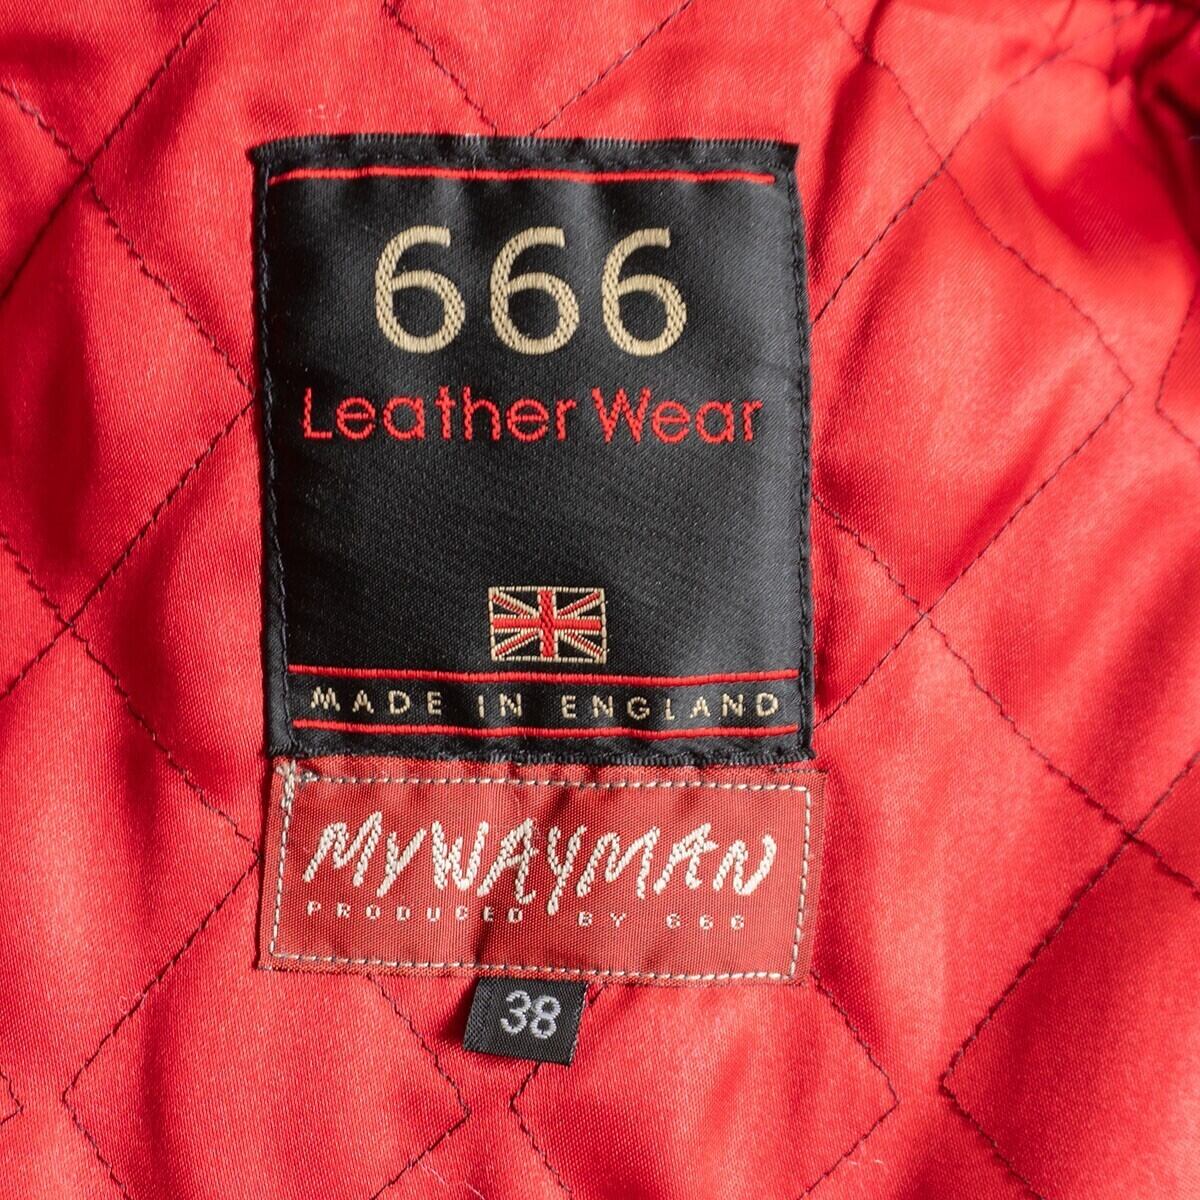 666
Leather Wear
MADE IN ENGLAND
MYWAYMAN
PRODUCED BY 666
38